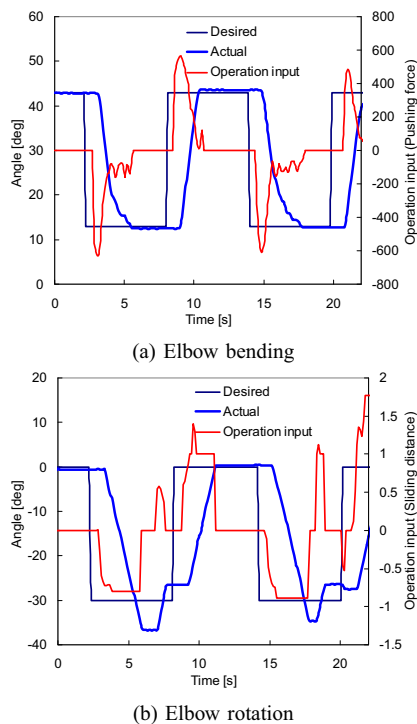 60
50
40
30
20
10
0
Angle [deg]
Desired
Actual
Operation input
800
600
400
200
0
-200
-400
-600
-800
Operation input (Pushing force)
0 5 10 15 20
Time [s]
(a) Elbow bending
20
10
0
-10
-20
-30
-40
Angle [deg]
Desired
Actual
Operation input
2
1.5
1
0.5
0
-0.5
-1
-1.5
Operation input (Sliding distance)
0 5 10 15 20
Time [s]
(b) Elbow rotation